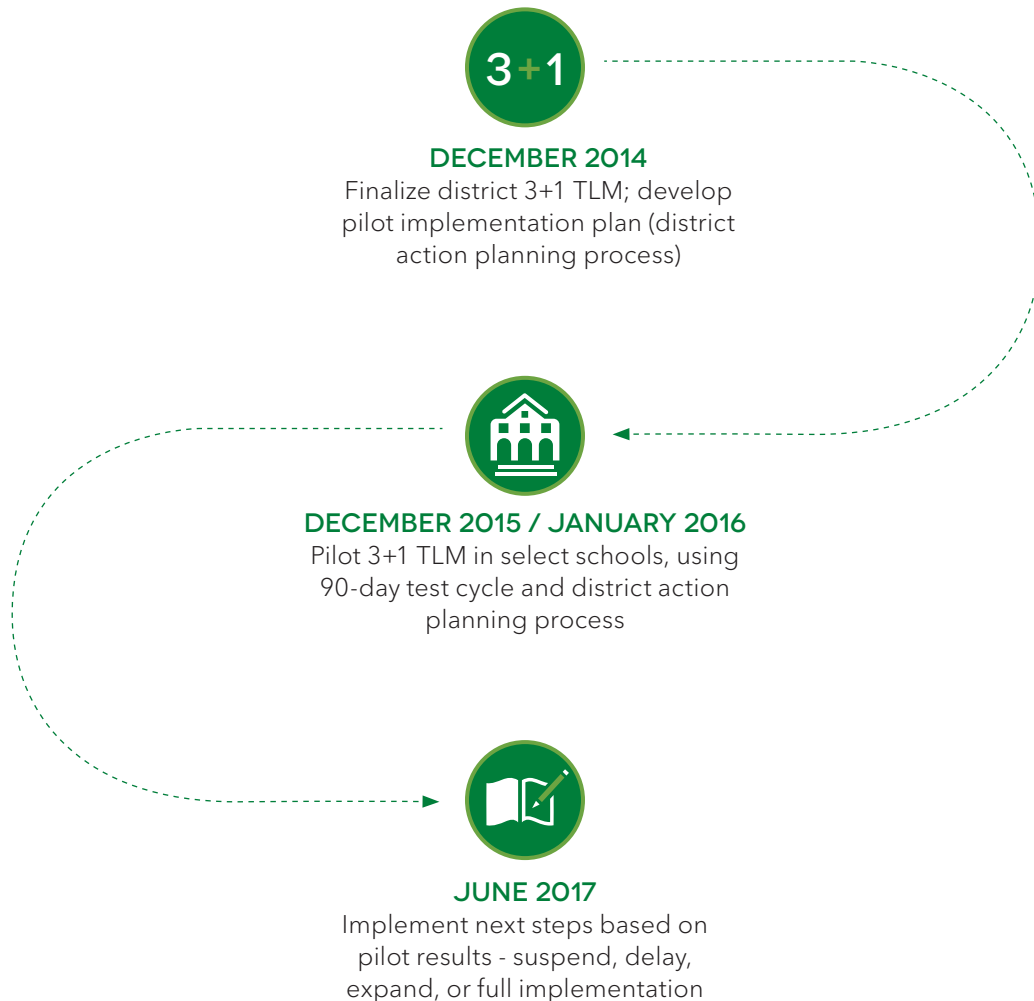 3+1
DECEMBER 2014
Finalize district 3+1 TLM; develop
pilot implementation plan (district
action planning process)
DECEMBER 2015 / JANUARY 2016
Pilot 3+1 TLM in select schools, using
90-day test cycle and district action
planning process
JUNE 2017
Implement next steps based on
pilot results - suspend, delay,
expand, or full implementation